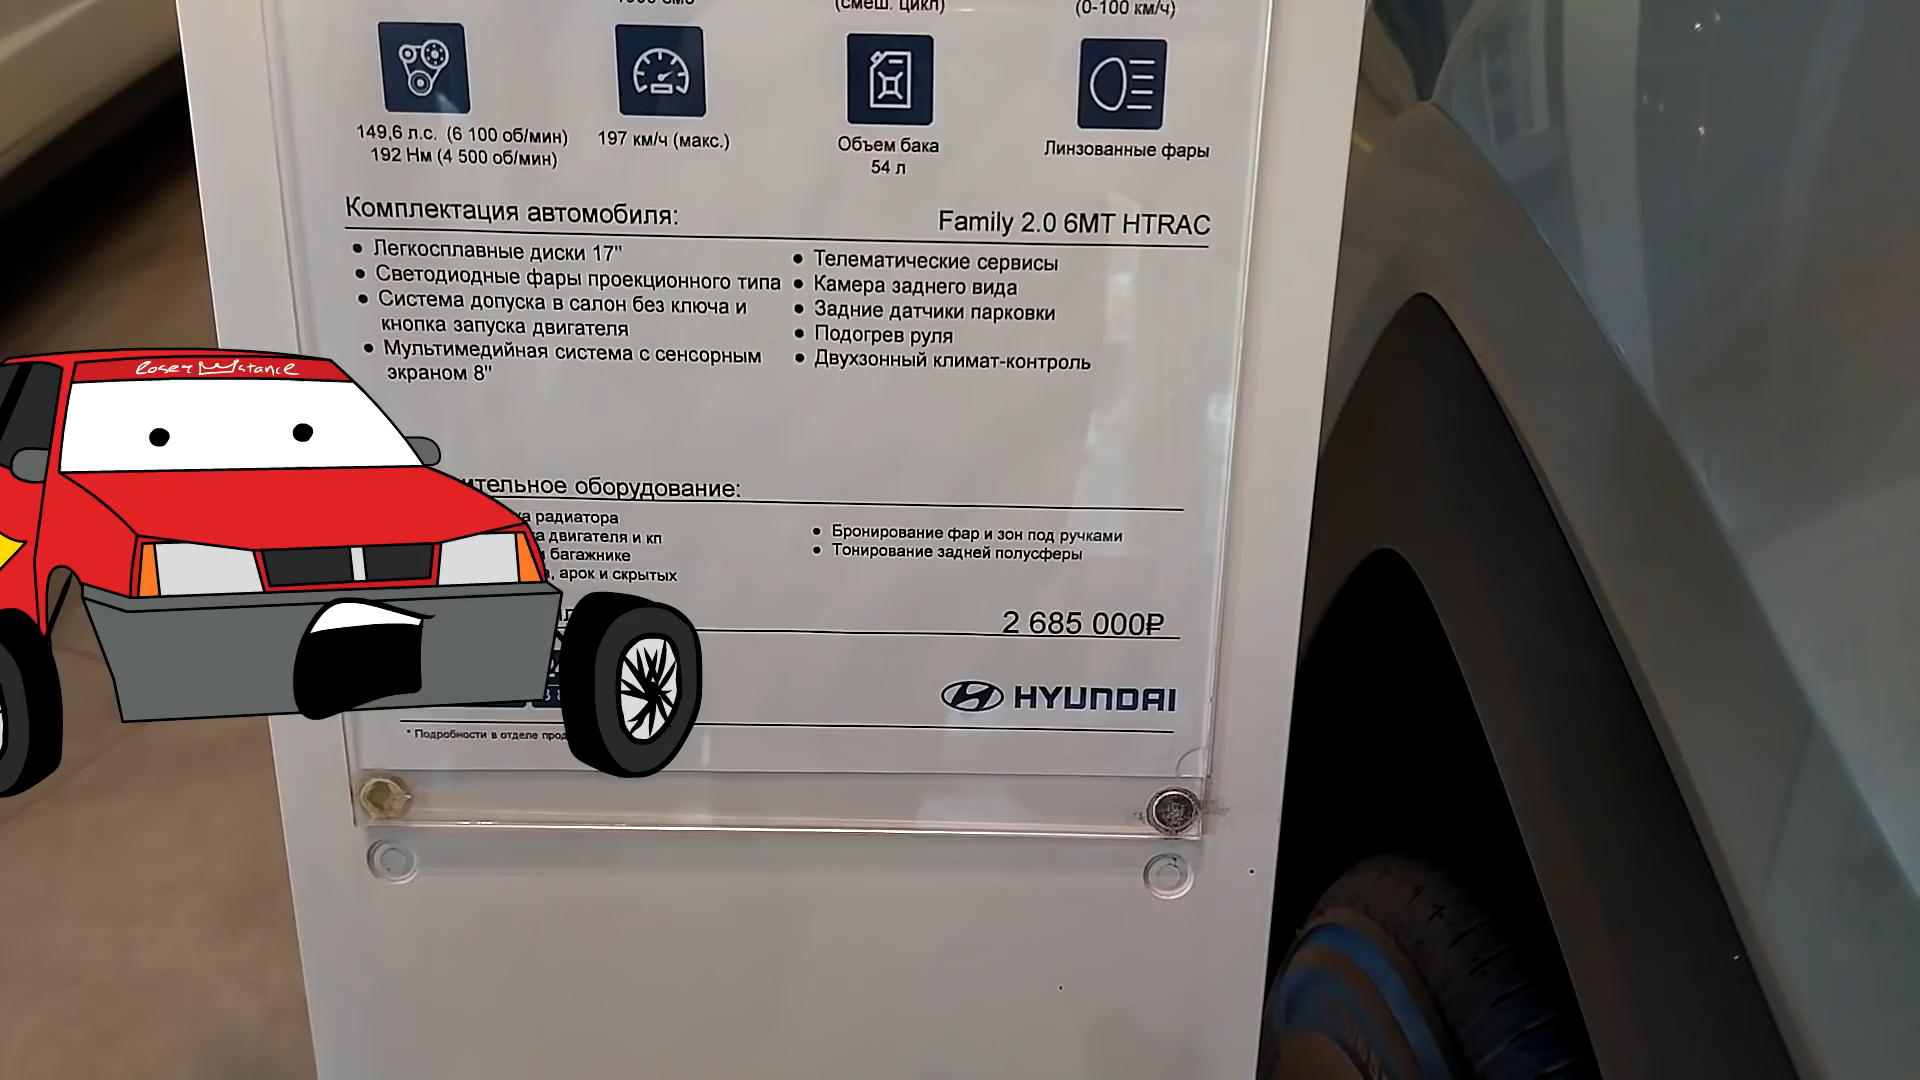 (смеш. цикл)
(0-100 км/ч)
149,6 л.с. (6 100 об/мин)
192 Нм (4 500 об/мин)
197 км/ч (макс.)
Объем бака
54 л
Линзованные фары
Комплектация автомобиля:
Family 2.0 6MT HTRAC
• Легкосплавные диски 17"
• Светодиодные фары проекционного типа
• Система допуска в салон без ключа и
кнопка запуска двигателя
• Мультимедийная система с сенсорным
экраном 8"
• Телематические сервисы
• Камера заднего вида
• Задние датчики парковки
• Подогрев руля
• Двухзонный климат-контроль
Loser stance
оборудование:
радиатора
двигателя и кп
багажнике
арок и скрытых
• Бронирование фар и зон под ручками
• Тонирование задней полусферы
2 685 000₽
HYUNDAI
* Подробности в отделе